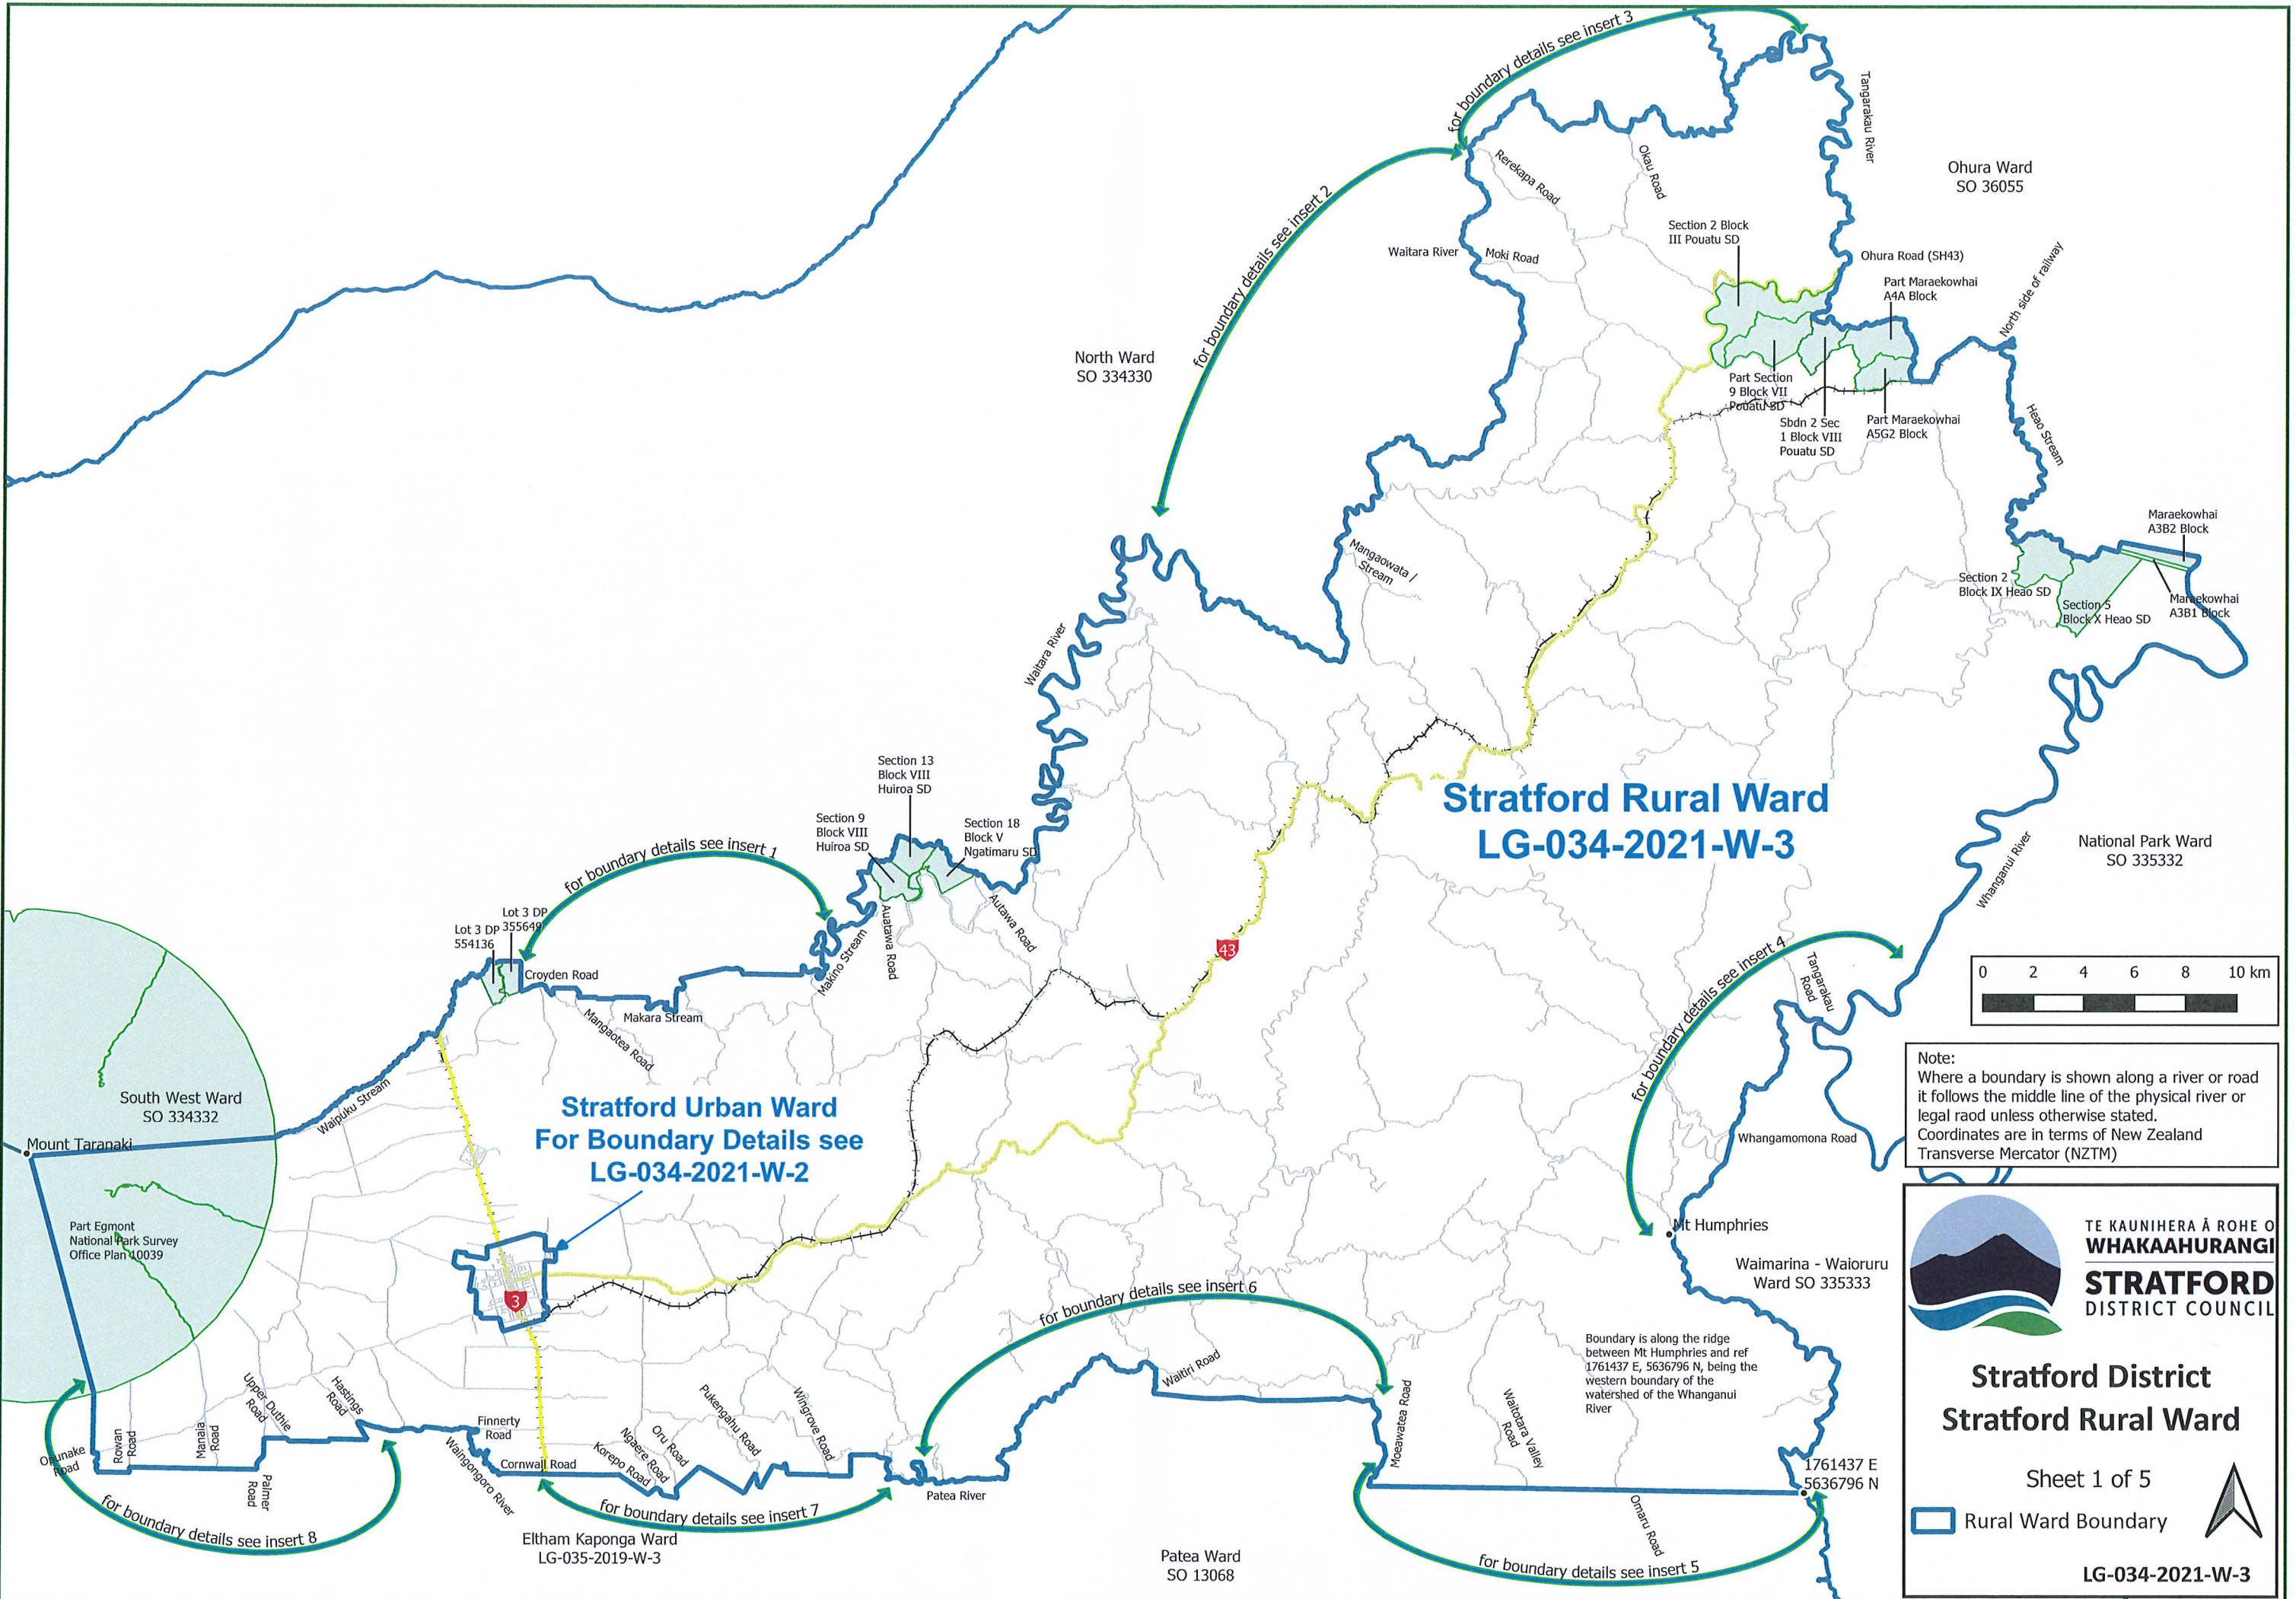 for boundary details see insert 3
Tangarakau River
Ohura Ward
SO 36055
Rerekapa Road
Okau Road
for boundary details see insert 2
Section 2 Block
III Pouatu SD
Waitara River
Moki Road
Ohura Road (SH43)
North side of railway
Part Maraekowhai
A4A Block
North Ward
SO 334330
Part Section
9 Block VII
Pouatu SD
Sbdn 2 Sec
1 Block VIII
Pouatu SD
Part Maraekowhai
A5G2 Block
Heao Stream
Maraekowhai
A3B2 Block
Mangaowata /
Stream
Section 2
Block IX Heao SD
Section 5
Block X Heao SD
Maraekowhai
A3B1 Block
Waitara River
Section 13
Block VIII
Huiroa SD
Section 9
Block VIII
Huiroa SD
Section 18
Block V
Ngatimaru SD
Stratford Rural Ward
LG-034-2021-W-3
National Park Ward
SO 335332
Whanganui River
for boundary details see insert 1
Lot 3 DP
355649
Lot 3 DP
554136
Croyden Road
Makino Stream
Auatawa Road
Autawa Road
43
for boundary details see insert 4
Tangarakau
Road
0 2 4 6 8 10 km
Makara Stream
Mangaotea Road
Note:
Where a boundary is shown along a river or road
it follows the middle line of the physical river or
legal raod unless otherwise stated.
Coordinates are in terms of New Zealand
Transverse Mercator (NZTM)
South West Ward
SO 334332
Waipuku Stream
Stratford Urban Ward
For Boundary Details see
LG-034-2021-W-2
Mount Taranaki
Whangamomona Road
Part Egmont
National Park Survey
Office Plan 10039
Mt Humphries
Waimarina - Waioruru
Ward SO 335333
TE KAUNIHERA Ā ROHE O
WHAKAAHURANGI
STRATFORD
DISTRICT COUNCIL
3
for boundary details see insert 6
Boundary is along the ridge
between Mt Humphries and ref
1761437 E, 5636796 N, being the
western boundary of the
watershed of the Whanganui
River
Waitiri Road
Moeawatea Road
Waitotara Valley
Road
Stratford District
Stratford Rural Ward
Sheet 1 of 5
Rural Ward Boundary
LG-034-2021-W-3
Opunake
Road
Rowan
Road
Manaia
Road
Upper Duthie
Road
Hastings
Road
Palmer
Road
Finnerty
Road
Waingongoro River
Cornwall Road
Korepo Road
Ngaere Road
Oru Road
Pukengahu Road
Wingrove Road
Patea River
1761437 E
5636796 N
Omaru Road
for boundary details see insert 8
for boundary details see insert 7
Eltham Kaponga Ward
LG-035-2019-W-3
Patea Ward
SO 13068
for boundary details see insert 5